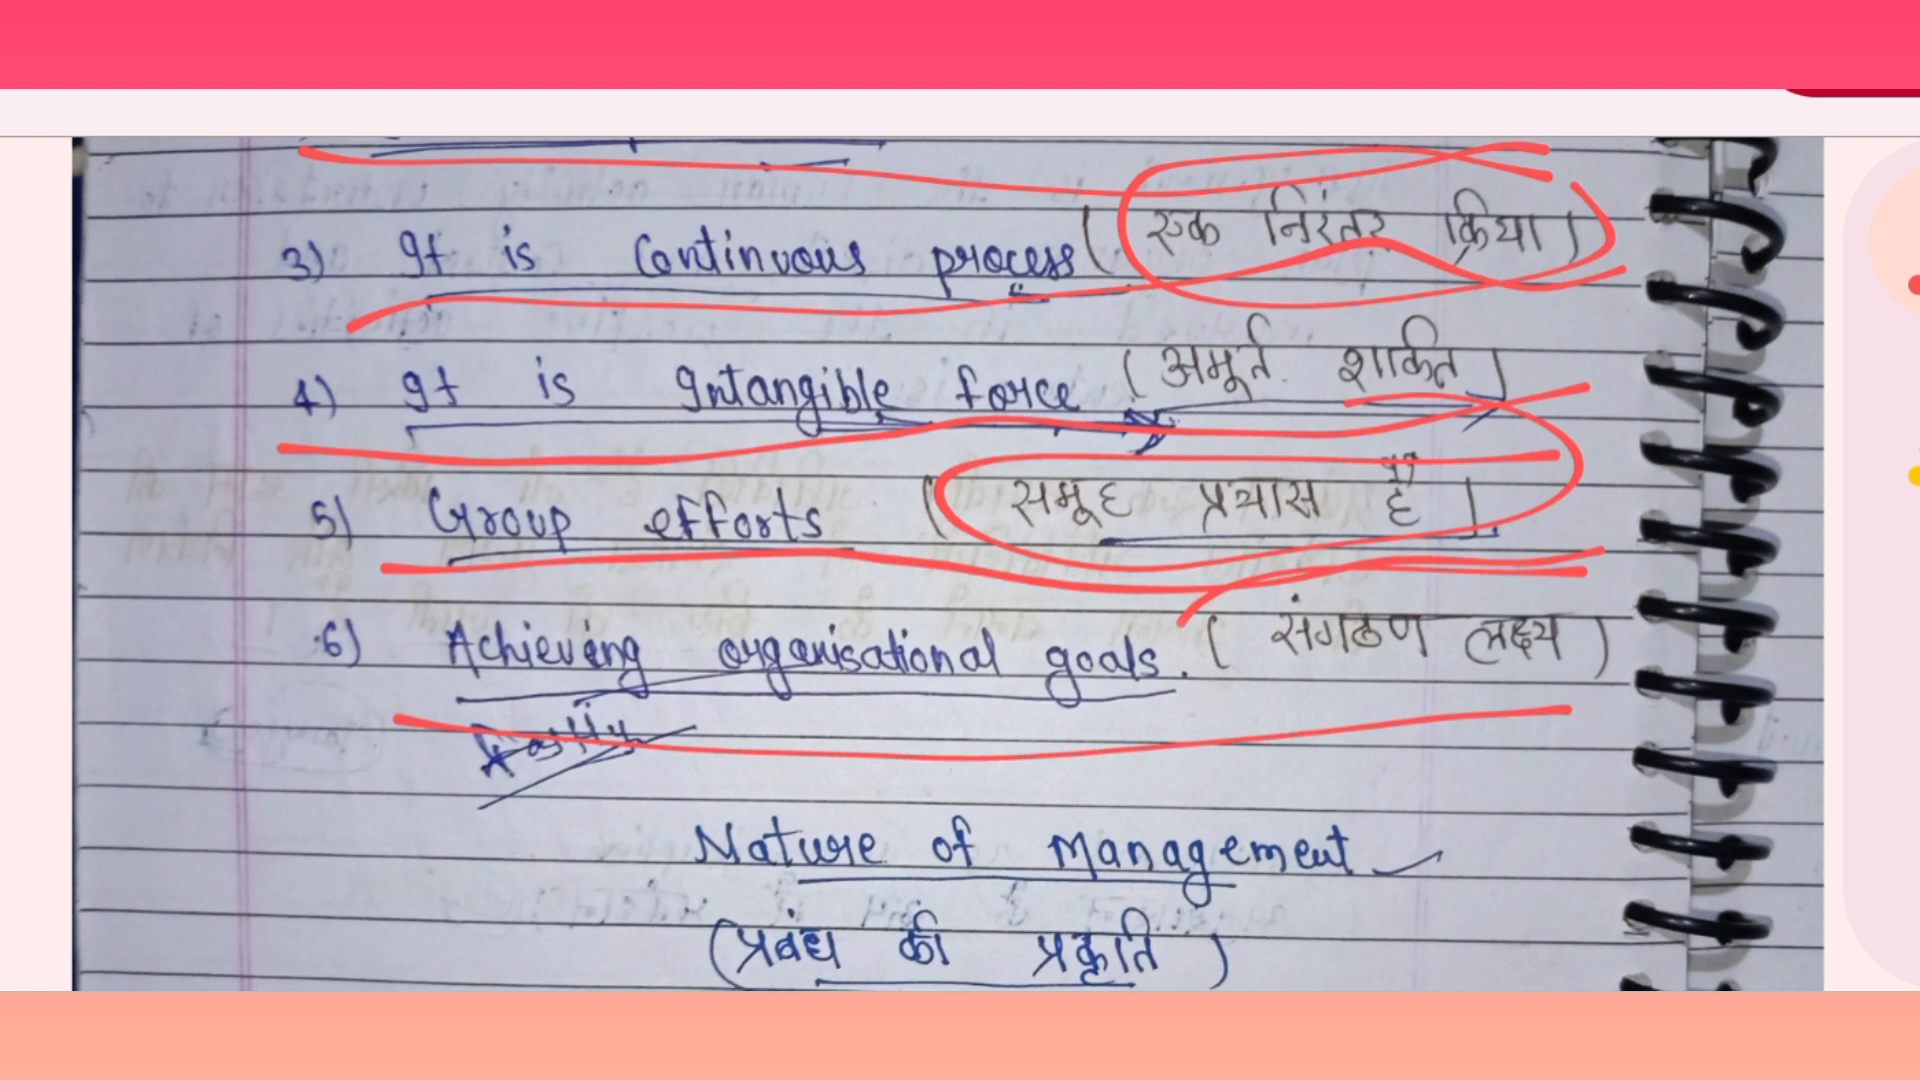 3) It is Continuous process (एक निरंतर क्रिया)
4) It is Intangible force (अमूर्त शक्ति)
5) Group efforts (समूह प्रयास है)
6) Achieving organisational goals. (संगठण लक्ष्य)
Nature of Management
(प्रबंध की प्रकृति)